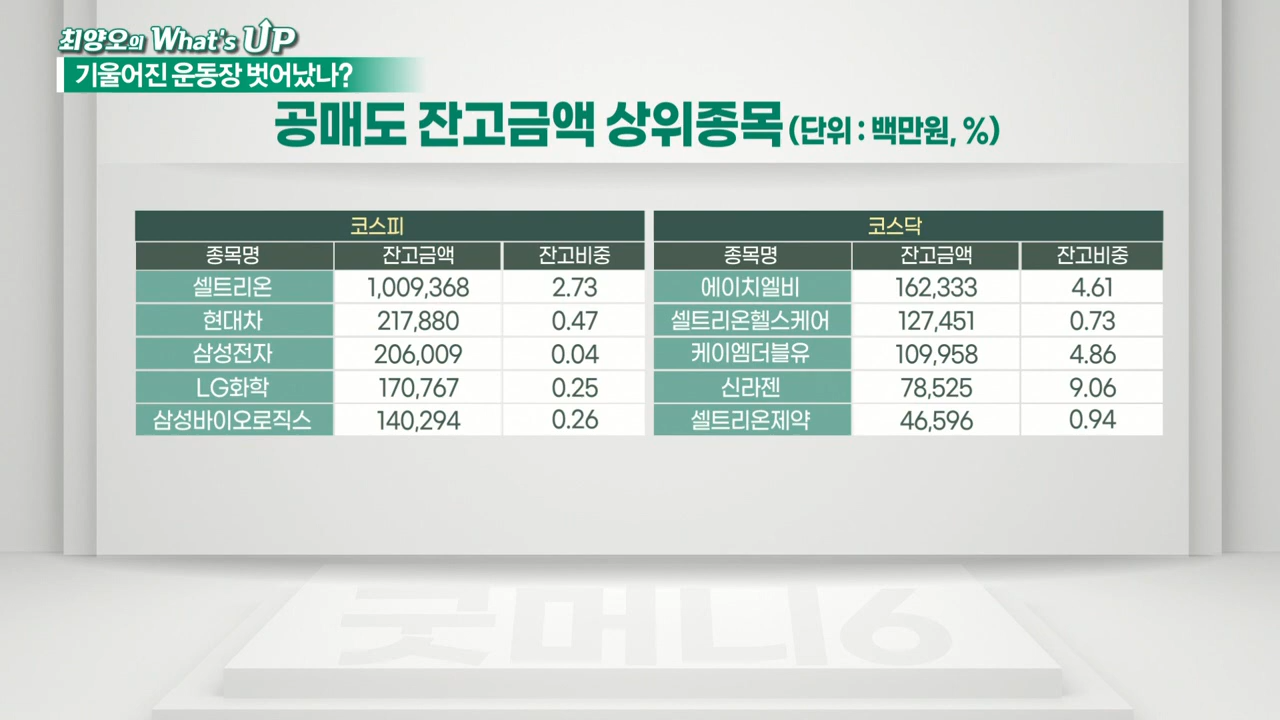 최양오의 What's UP
기울어진 운동장 벗어났나?
공매도 잔고금액 상위종목 (단위 : 백만원, %)
코스피
종목명 잔고금액 잔고비중
셀트리온 1,009,368 2.73
현대차 217,880 0.47
삼성전자 206,009 0.04
LG화학 170,767 0.25
삼성바이오로직스 140,294 0.26
코스닥
종목명 잔고금액 잔고비중
에이치엘비 162,333 4.61
셀트리온헬스케어 127,451 0.73
케이엠더블유 109,958 4.86
신라젠 78,525 9.06
셀트리온제약 46,596 0.94
굿머니6